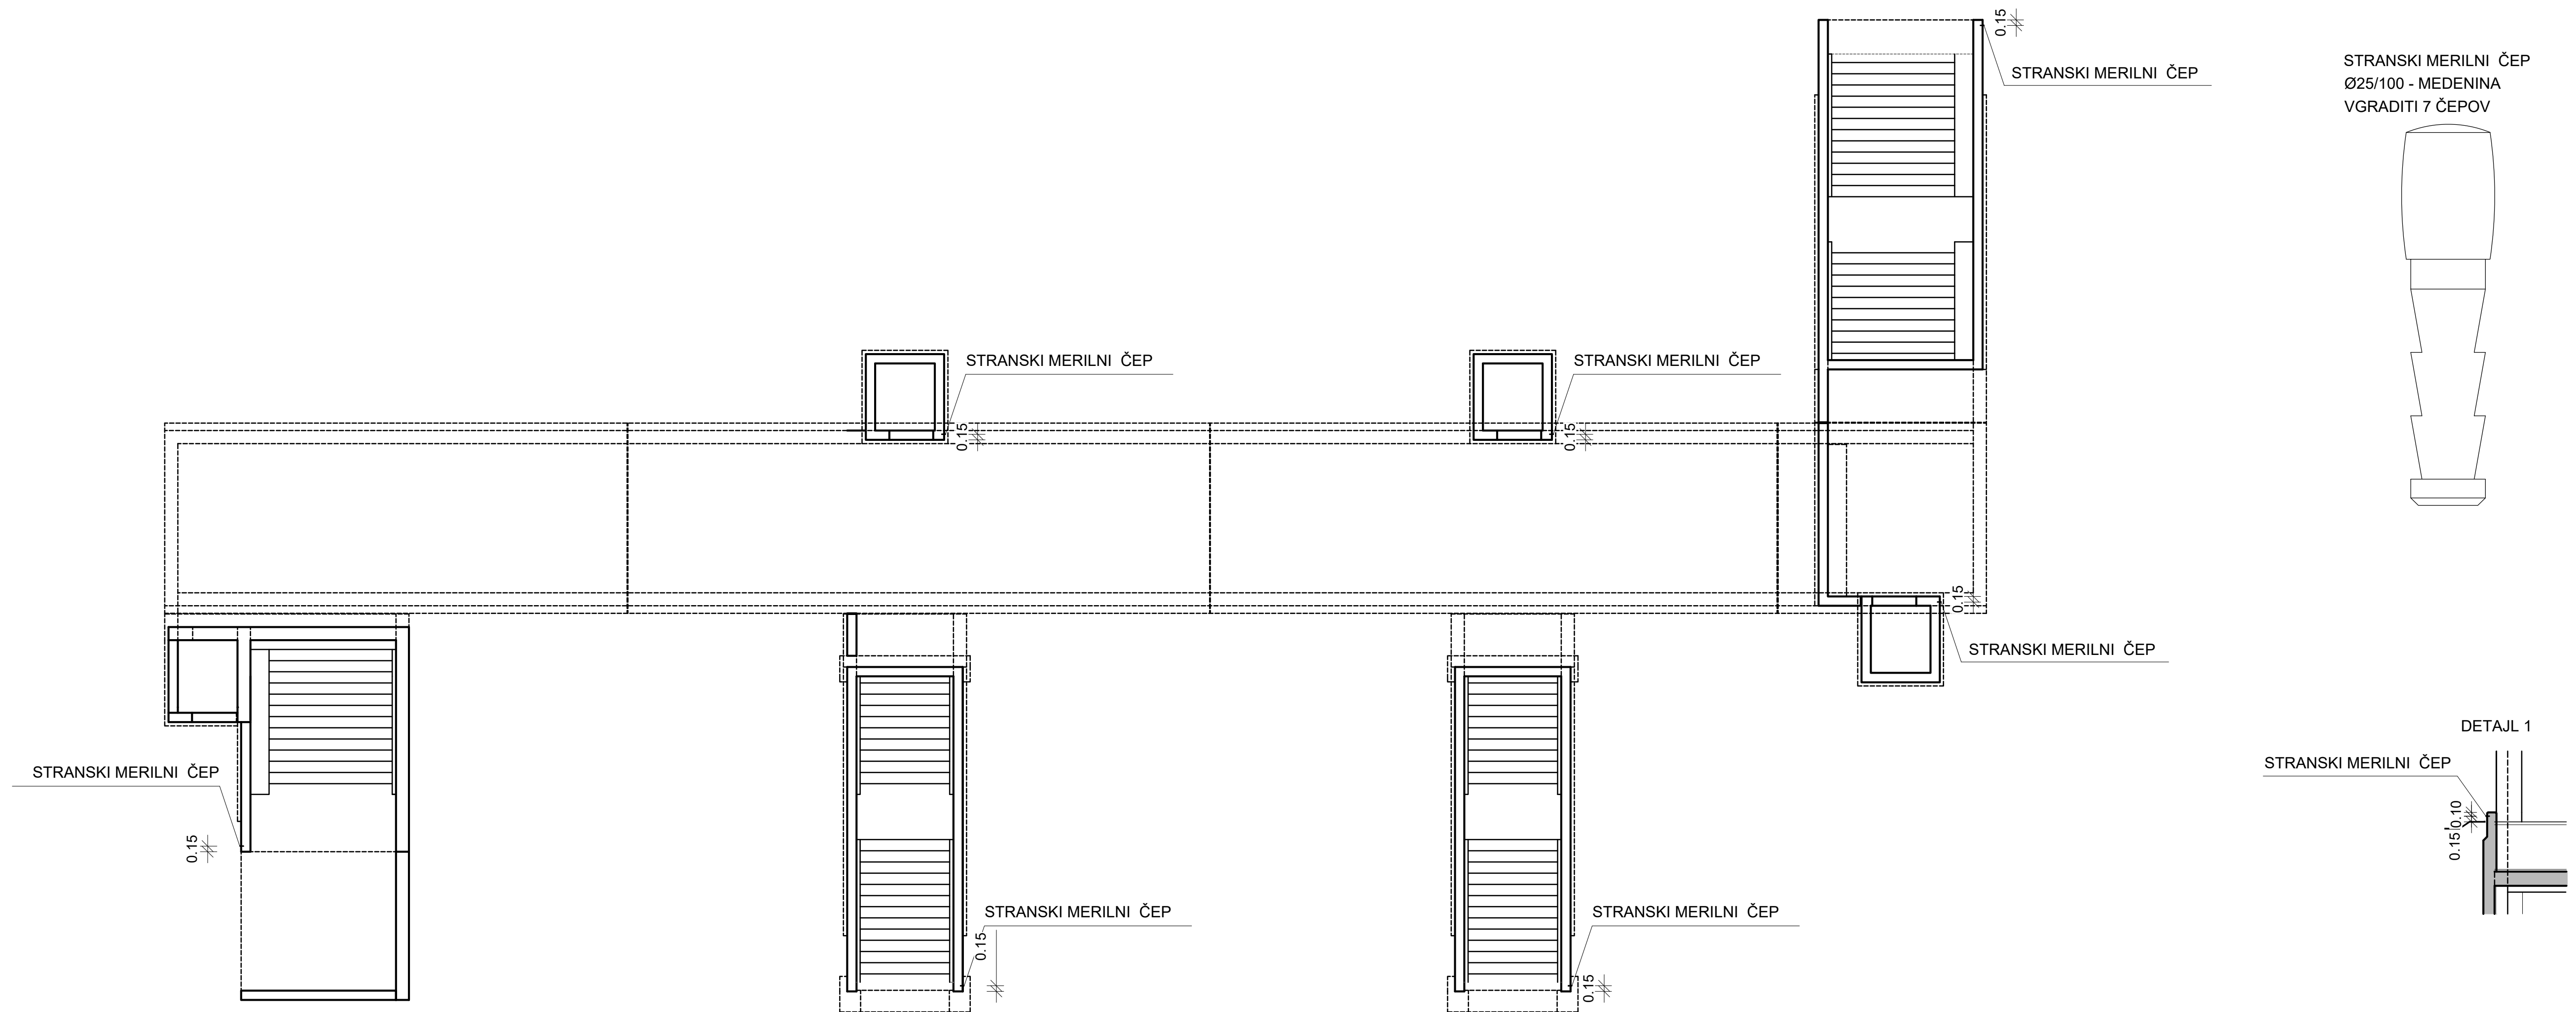 0.15
STRANSKI MERILNI ČEP
STRANSKI MERILNI ČEP
Ø25/100 - MEDENINA
VGRADITI 7 ČEPOV
STRANSKI MERILNI ČEP
0.15
STRANSKI MERILNI ČEP
0.15
0.15
STRANSKI MERILNI ČEP
STRANSKI MERILNI ČEP
0.15
STRANSKI MERILNI ČEP
0.15
STRANSKI MERILNI ČEP
0.15
DETAJL 1
STRANSKI MERILNI ČEP
0.10
0.15